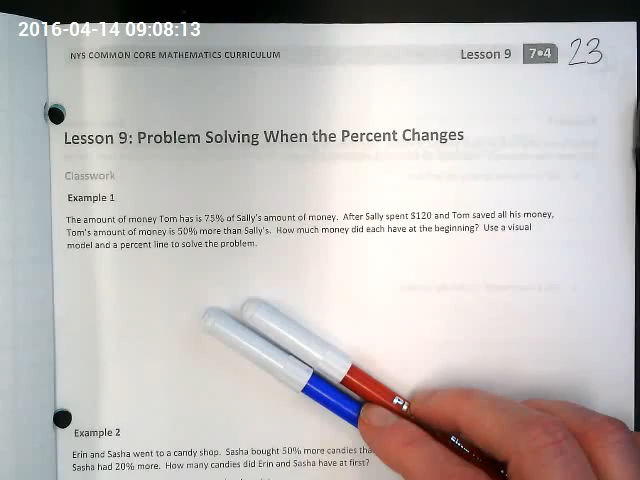 2016-04-14 09:08:13
NYS COMMON CORE MATHEMATICS CURRICULUM Lesson 9 7•4 23
Lesson 9: Problem Solving When the Percent Changes
Classwork
Example 1
The amount of money Tom has is 75% of Sally's amount of money. After Sally spent $120 and Tom saved all his money,
Tom's amount of money is 50% more than Sally's. How much money did each have at the beginning? Use a visual
model and a percent line to solve the problem.
Example 2
Erin and Sasha went to a candy shop. Sasha bought 50% more candies
Sasha had 20% more. How many candies did Erin and Sasha have at first?